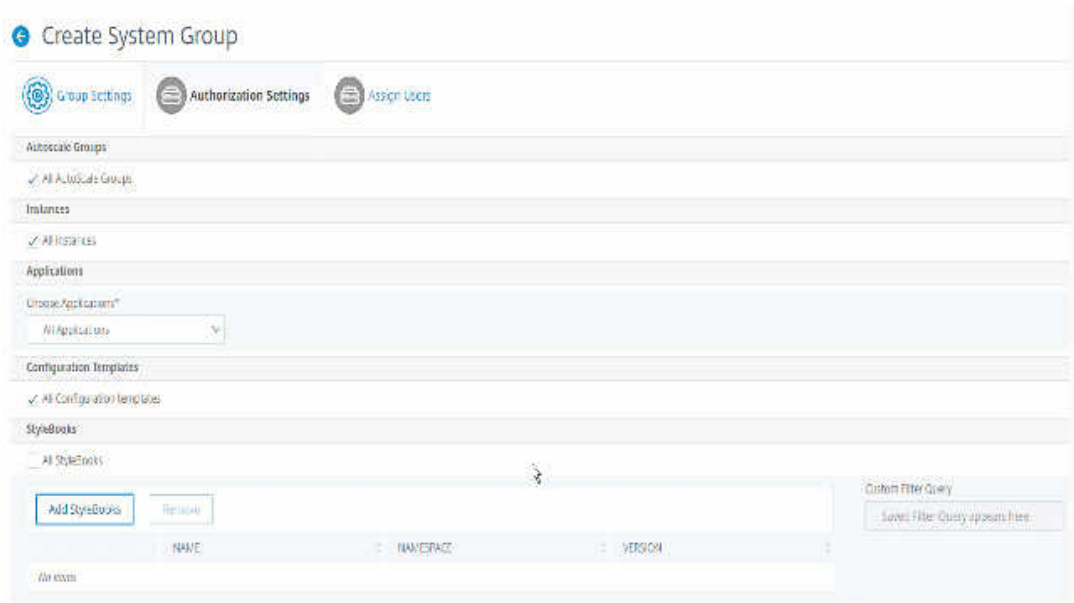 Create System Group
Group Settings
Authorization Settings
Assign Users
Autoscale Groups
All AutoScale Groups
Instances
All Instances
Applications
Choose Applications*
All Applications
Configuration Templates
All Configuration templates
StyleBooks
All StyleBooks
Custom Filter Query
Add StyleBooks
Remove
Saved Filter Query appears here
NAME
NAMESPACE
VERSION
No items